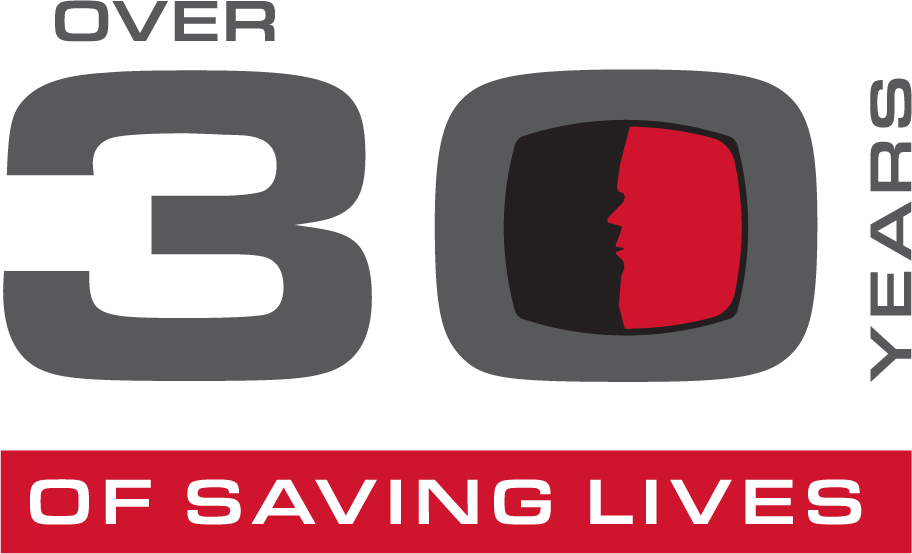 OVER
30
YEARS
OF SAVING LIVES